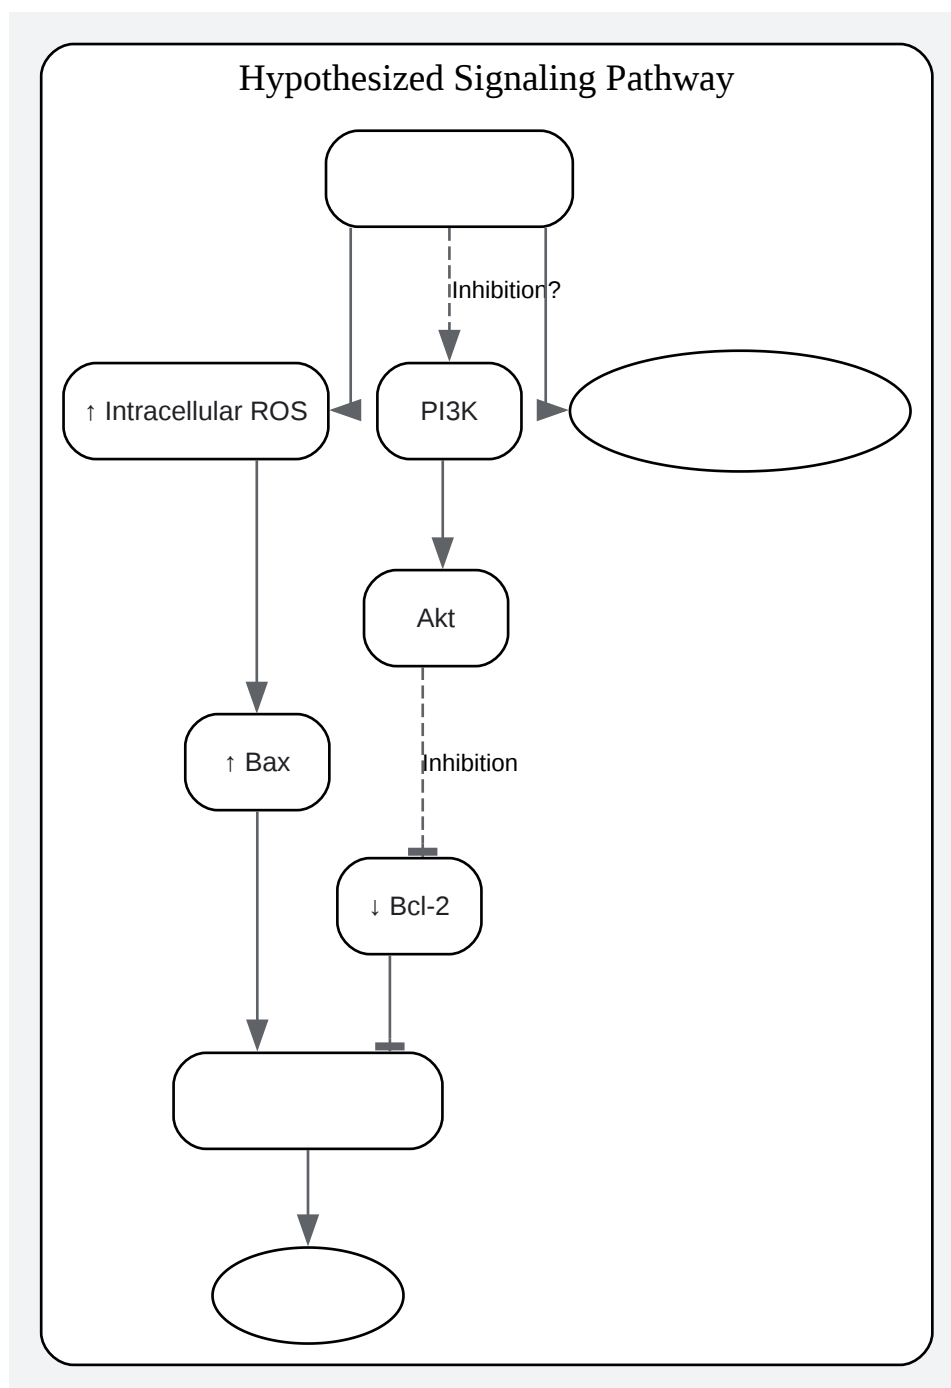 Hypothesized Signaling Pathway
Inhibition?
↑ Intracellular ROS
PI3K
Akt
↑ Bax
Inhibition
↓ Bcl-2